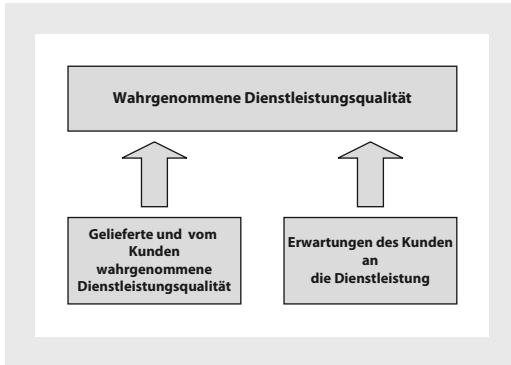 Wahrgenommene Dienstleistungsqualität
Gelieferte und vom
Kunden
wahrgenommene
Dienstleistungsqualität
Erwartungen des Kunden
an
die Dienstleistung